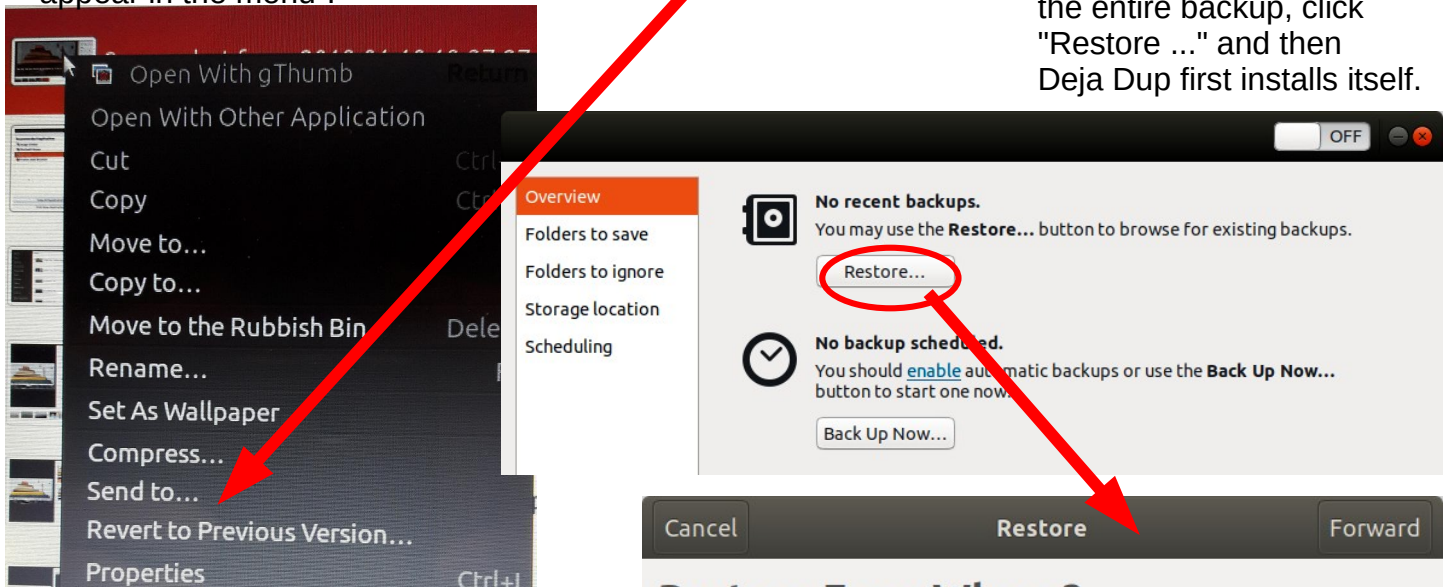 appear in the menu !
the entire backup, click
"Restore ..." and then
Deja Dup first installs itself.
Open With gThumb Return
Open With Other Application
Cut Ctrl
Copy Ctrl
Move to...
Copy to...
Move to the Rubbish Bin Dele
Rename...
Set As Wallpaper
Compress...
Send to...
Revert to Previous Version...
Properties Ctrl+I
OFF
Overview
Folders to save
Folders to ignore
Storage location
Scheduling
No recent backups.
You may use the Restore... button to browse for existing backups.
Restore...
No backup scheduled.
You should enable automatic backups or use the Back Up Now...
button to start one now.
Back Up Now...
Cancel Restore Forward